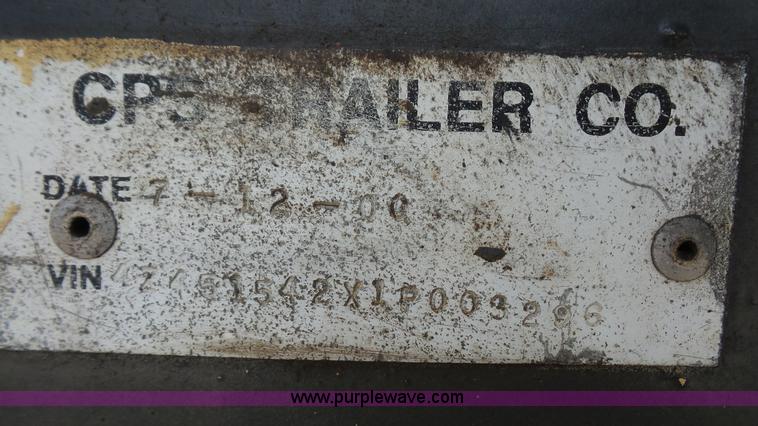 CPS TRAILER CO.
DATE 7-12-00
VIN
www.purplewave.com